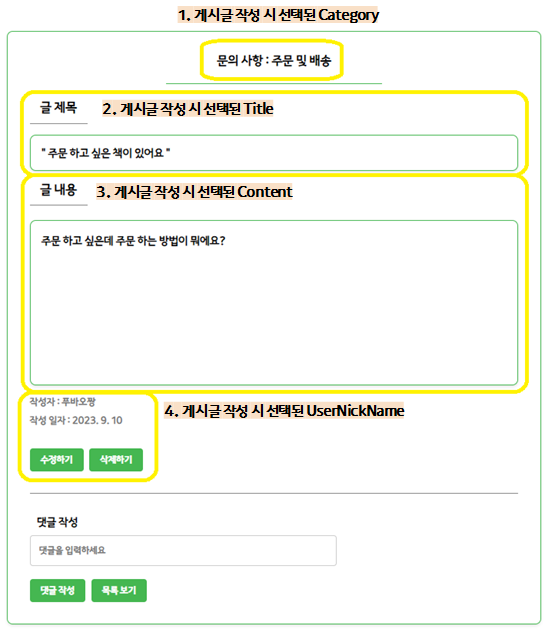 1. 게시글 작성 시 선택된 Category
문의 사항 : 주문 및 배송
글 제목
2. 게시글 작성 시 선택된 Title
" 주문 하고 싶은 책이 있어요 "
글 내용
3. 게시글 작성 시 선택된 Content
주문 하고 싶은데 주문 하는 방법이 뭐에요?
작성자 : 푸바오짱
4. 게시글 작성 시 선택된 UserNickName
작성 일자 : 2023. 9. 10
수정하기 삭제하기
댓글 작성
댓글을 입력하세요
댓글 작성 목록 보기